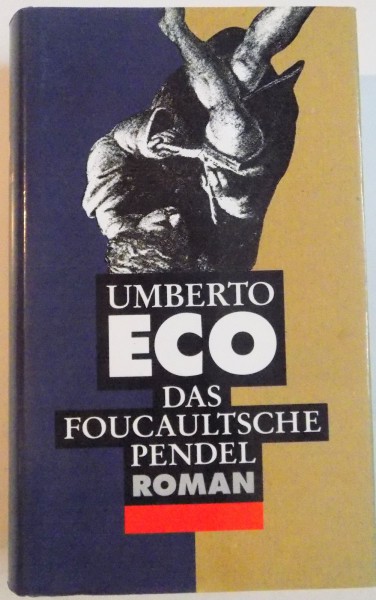 UMBERTO
ECO
DAS
FOUCAULTSCHE
PENDEL
ROMAN